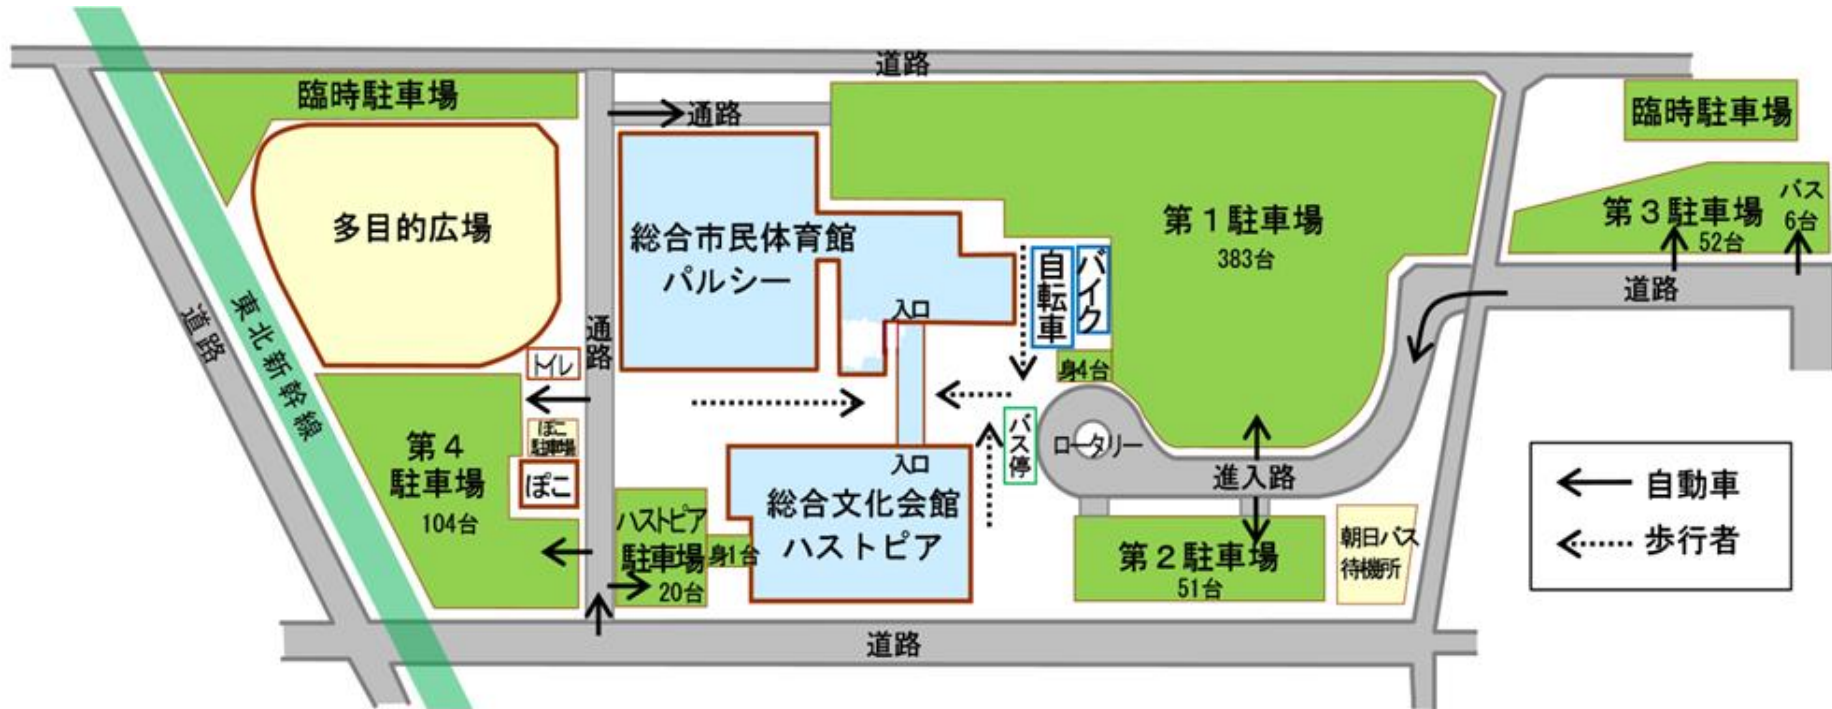 道路
臨時駐車場
通路
臨時駐車場
多目的広場
総合市民体育館
パルシー
第1駐車場
383台
第3駐車場
52台
バス
6台
自転車
バイク
道路
東北新幹線
道路
通路
入口
トイレ
身4台
ぽこ
駐車場
ぽこ
第4
駐車場
104台
バス停
ロータリー
入口
進入路
自動車
歩行者
総合文化会館
ハストピア
ハストピア
駐車場
20台
身1台
第2駐車場
51台
朝日バス
待機所
道路